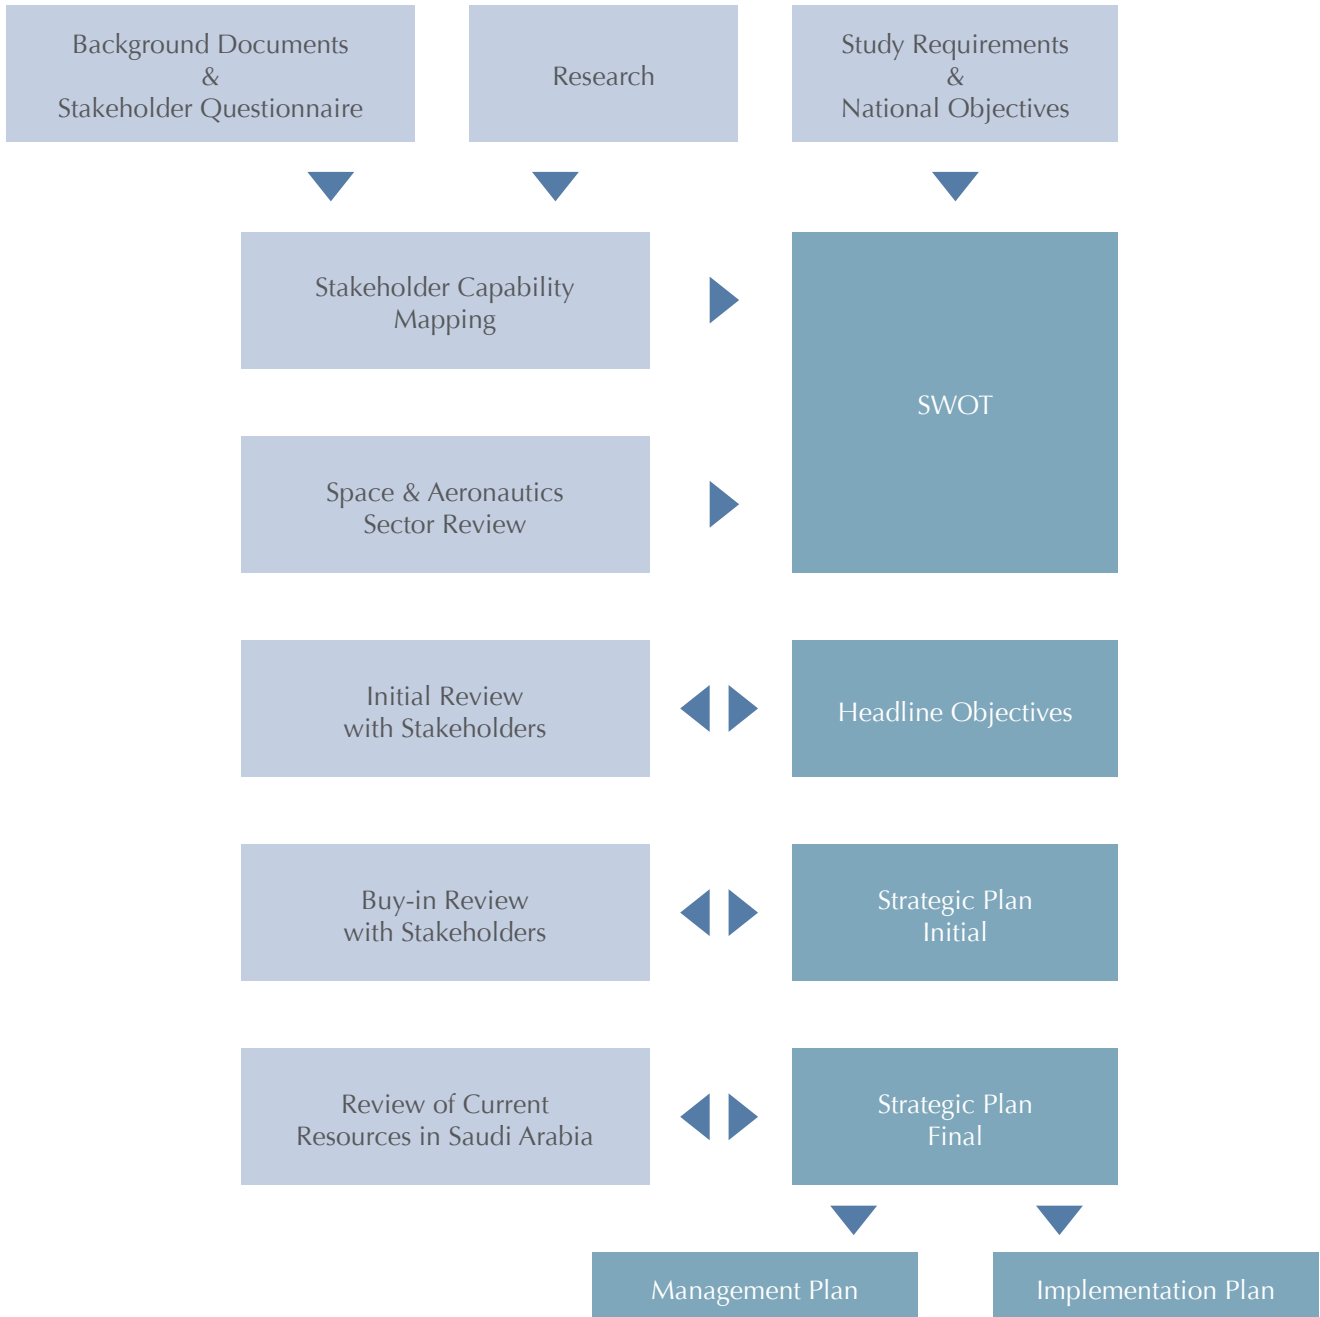 Background Documents
&
Stakeholder Questionnaire
Research
Study Requirements
&
National Objectives
Stakeholder Capability
Mapping
SWOT
Space & Aeronautics
Sector Review
Initial Review
with Stakeholders
Headline Objectives
Buy-in Review
with Stakeholders
Strategic Plan
Initial
Review of Current
Resources in Saudi Arabia
Strategic Plan
Final
Management Plan
Implementation Plan